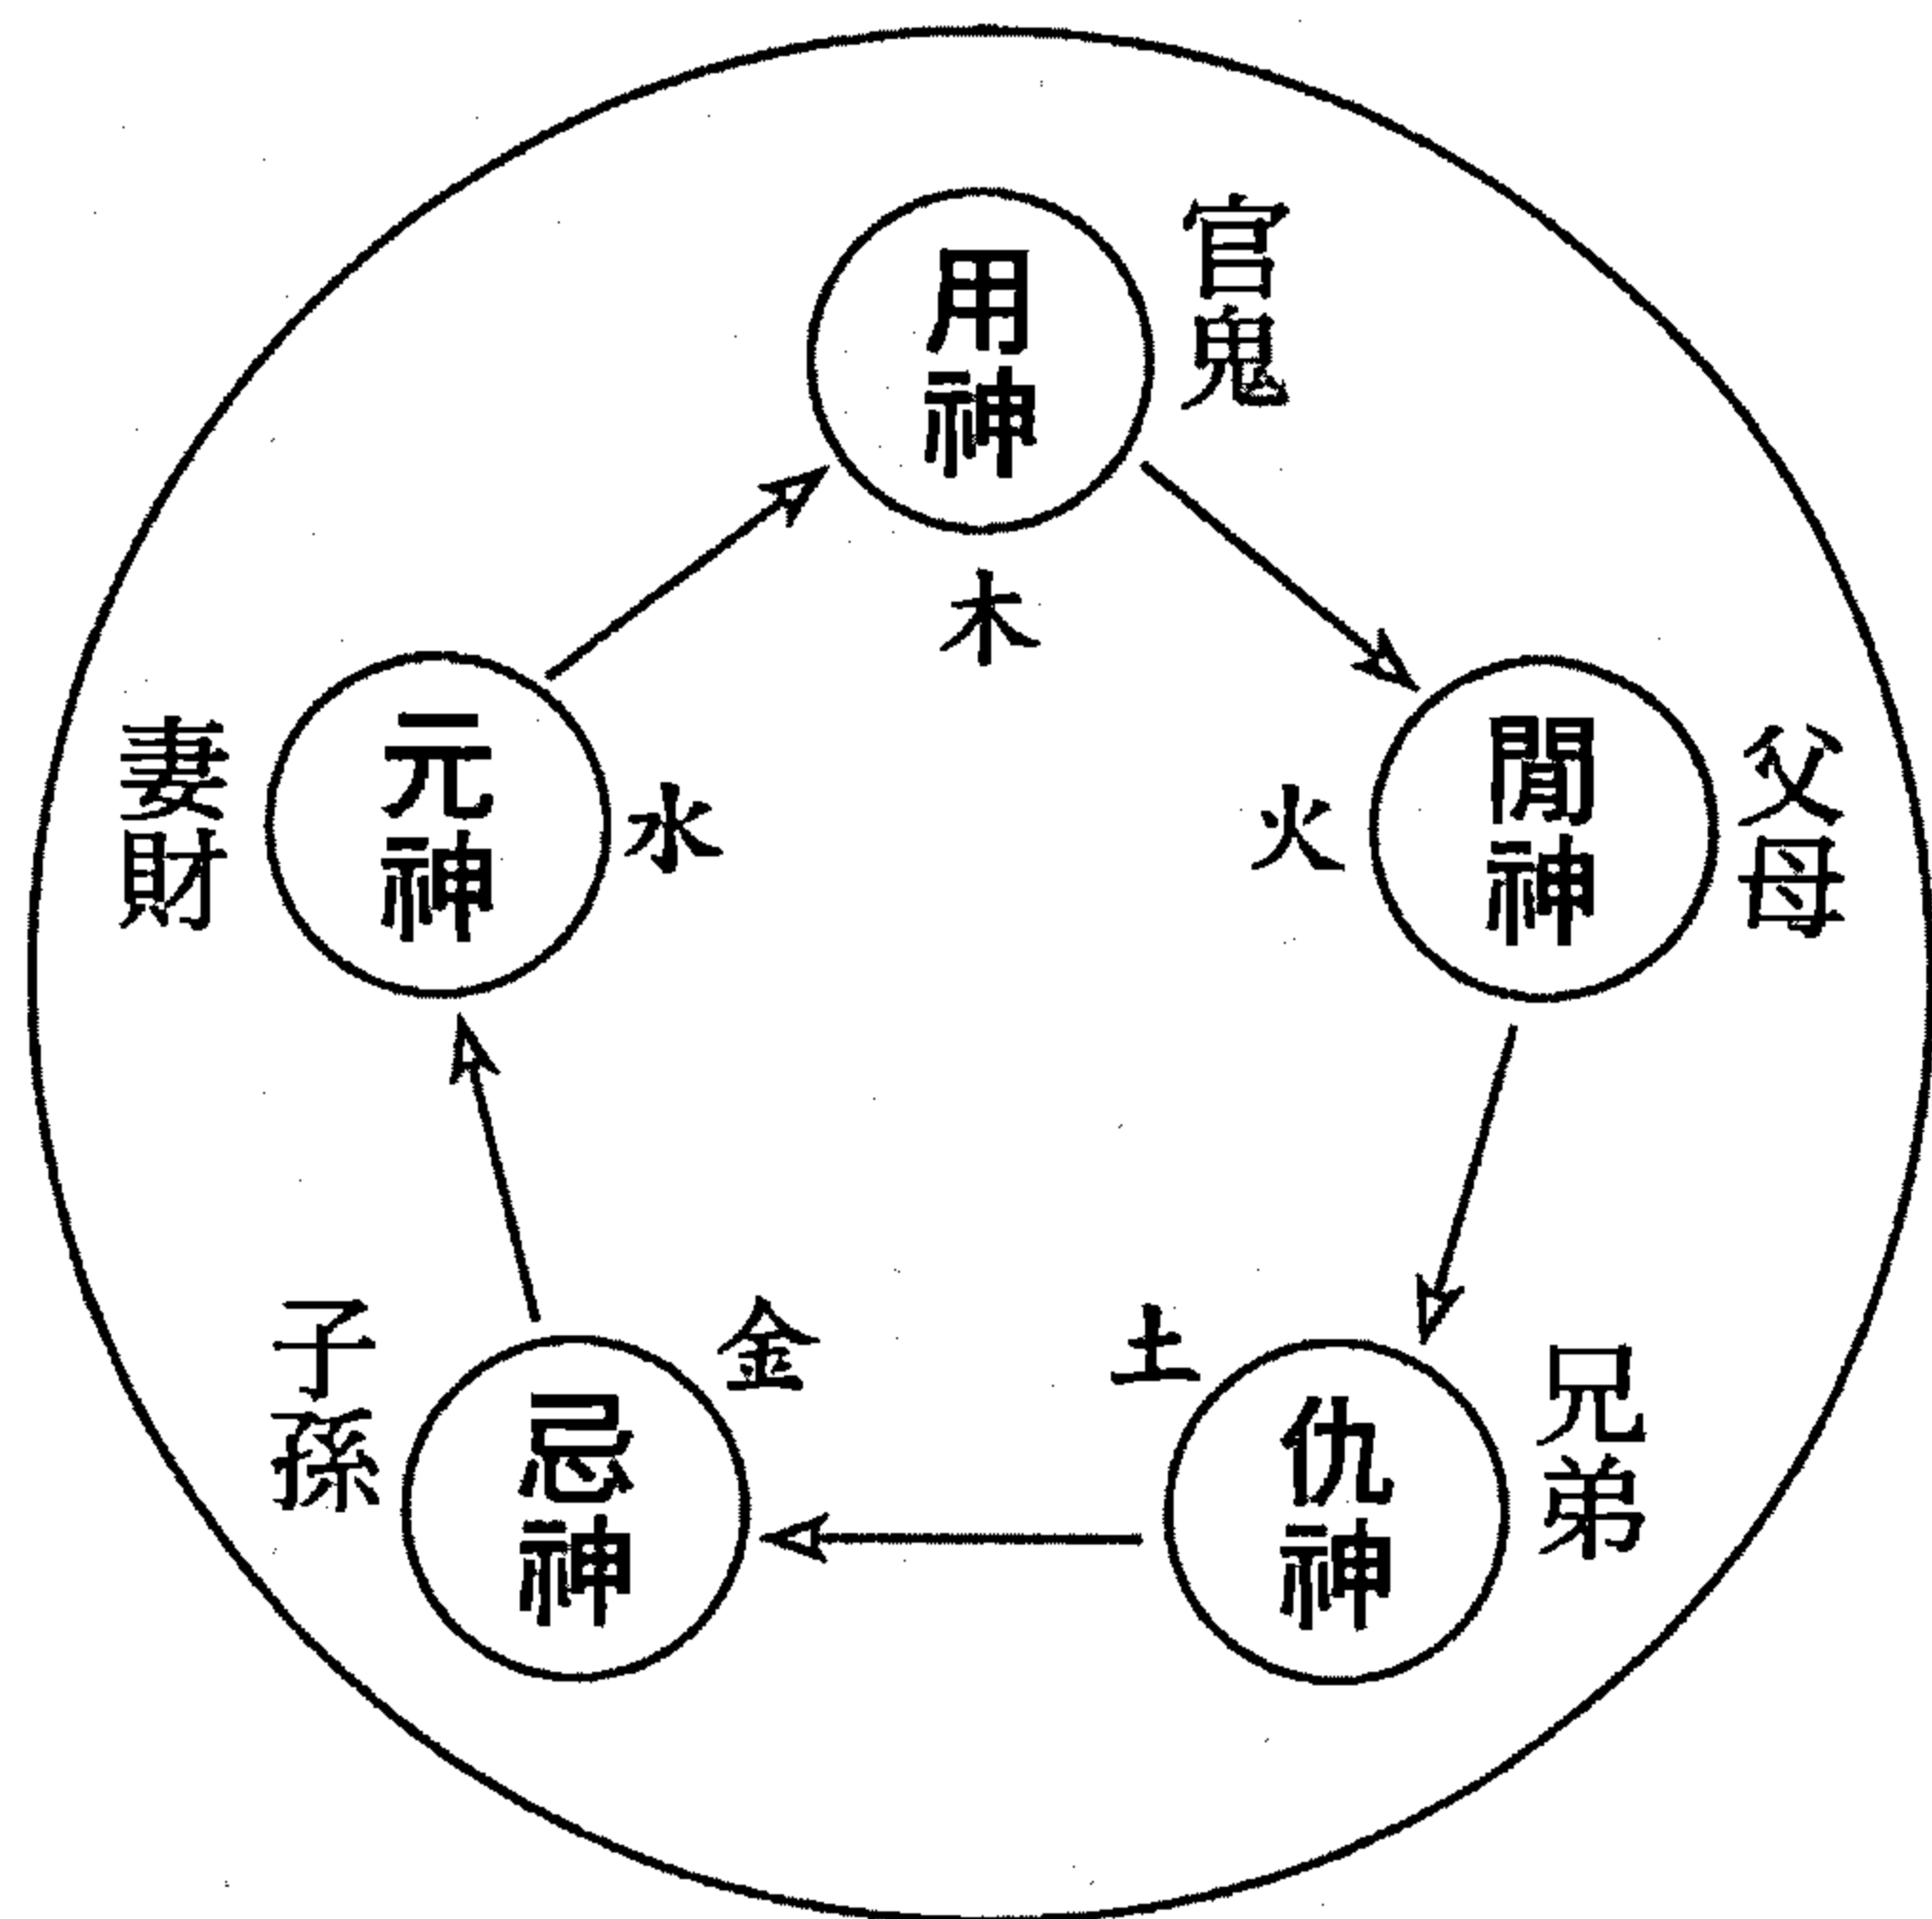 用神
官鬼
木
元神
妻財
水
閒神
父母
火
忌神
子孫
金
仇神
兄弟
土